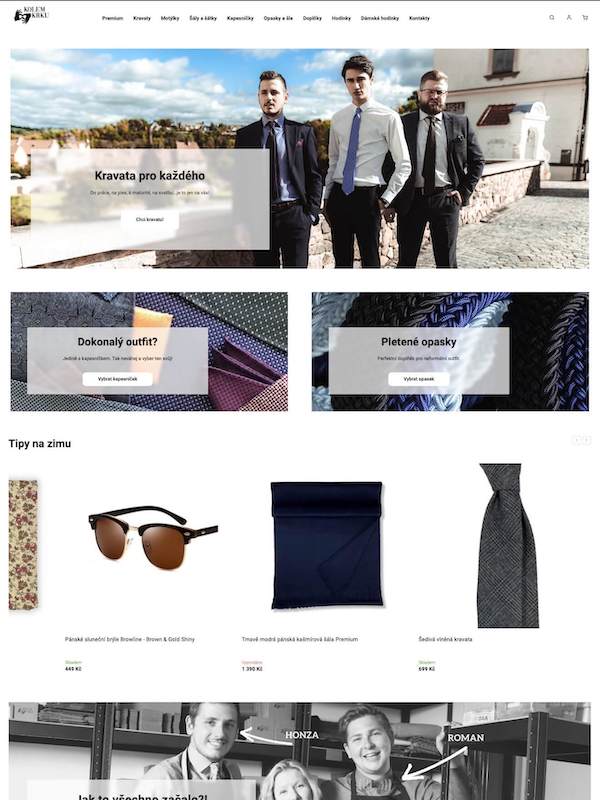 KOLEM
KRKU
Premium Kravaty Motýlky Šály a šátky Kapesníčky Opasky a šle Doplňky Hodinky Dámské hodinky Kontakty
Kravata pro každého
Do práce, na ples, k maturitě, na svatbu.. je to jen na vás!
Chci kravatu!
Dokonalý outfit?
Jedině s kapesníčkem. Tak neváhej a vyber ten svůj!
Vybrat kapesníček
Pletené opasky
Perfektní doplněk pro neformální outfit.
Vybrat opasek
Tipy na zimu
Pánské sluneční brýle Browline - Brown & Gold Shiny
Skladem
449 Kč
Tmavě modrá pánská kašmírová šála Premium
Vyprodáno
1 390 Kč
Šedivá vlněná kravata
Skladem
699 Kč
HONZA
ROMAN
Jak to všechno začalo?!